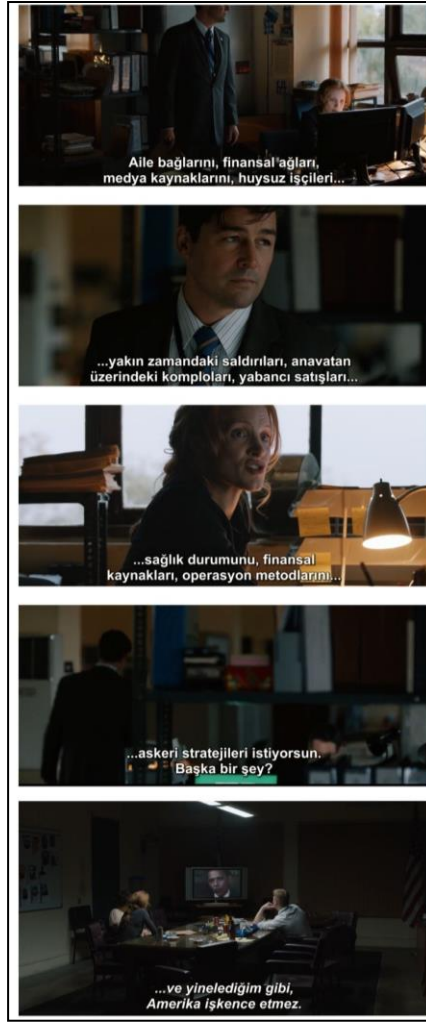 Aile bağlarını, finansal ağları,
medya kaynaklarını, huysuz işçileri...
...yakın zamandaki saldırıları, anavatan
üzerindeki komploları, yabancı satışları...
...sağlık durumunu, finansal
kaynakları, operasyon metodlarını...
...askeri stratejileri istiyorsun.
Başka bir şey?
...ve yinelediğim gibi,
Amerika işkence etmez.